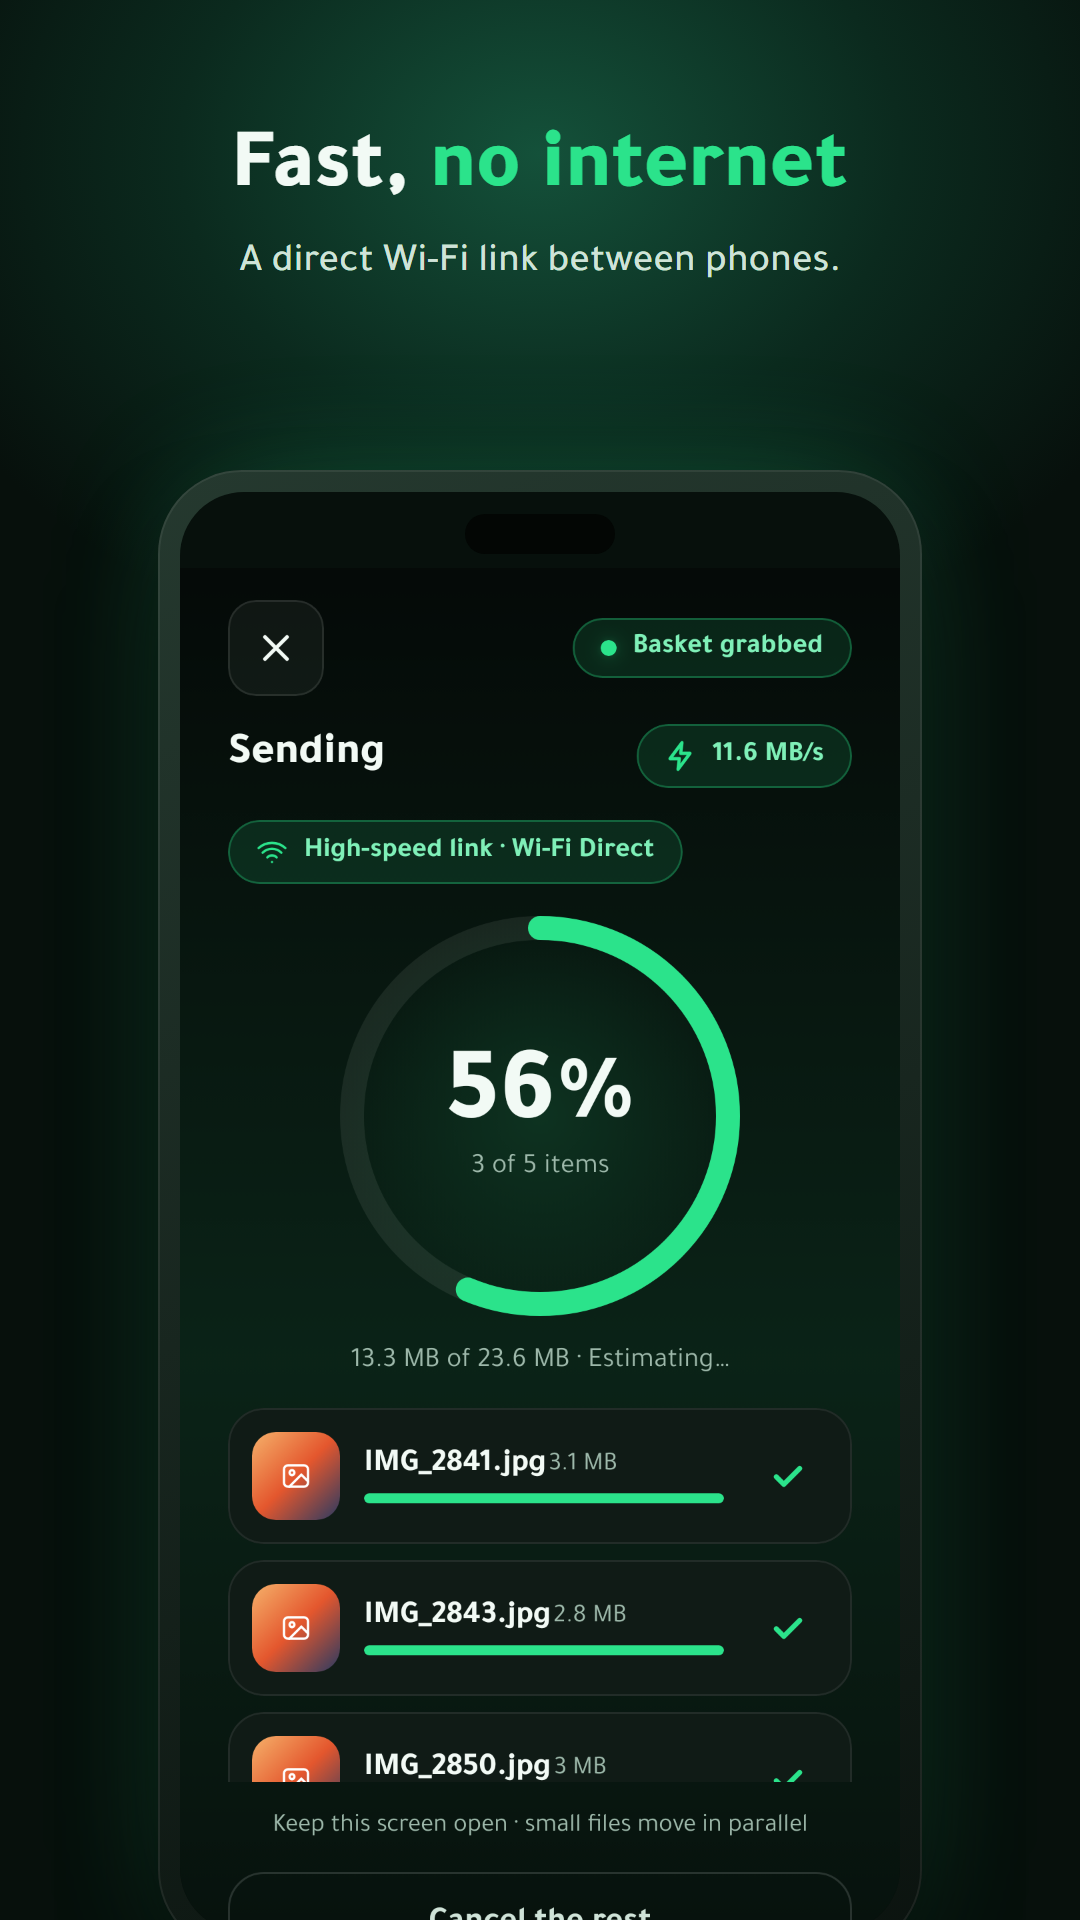 Fast, no internet
A direct Wi-Fi link between phones.
Basket grabbed
Sending
11.6 MB/s
High-speed link · Wi-Fi Direct
56%
3 of 5 items
13.3 MB of 23.6 MB · Estimating...
IMG_2841.jpg 3.1 MB
IMG_2843.jpg 2.8 MB
IMG_2850.jpg 3 MB
Keep this screen open · small files move in parallel
Cancel the rest